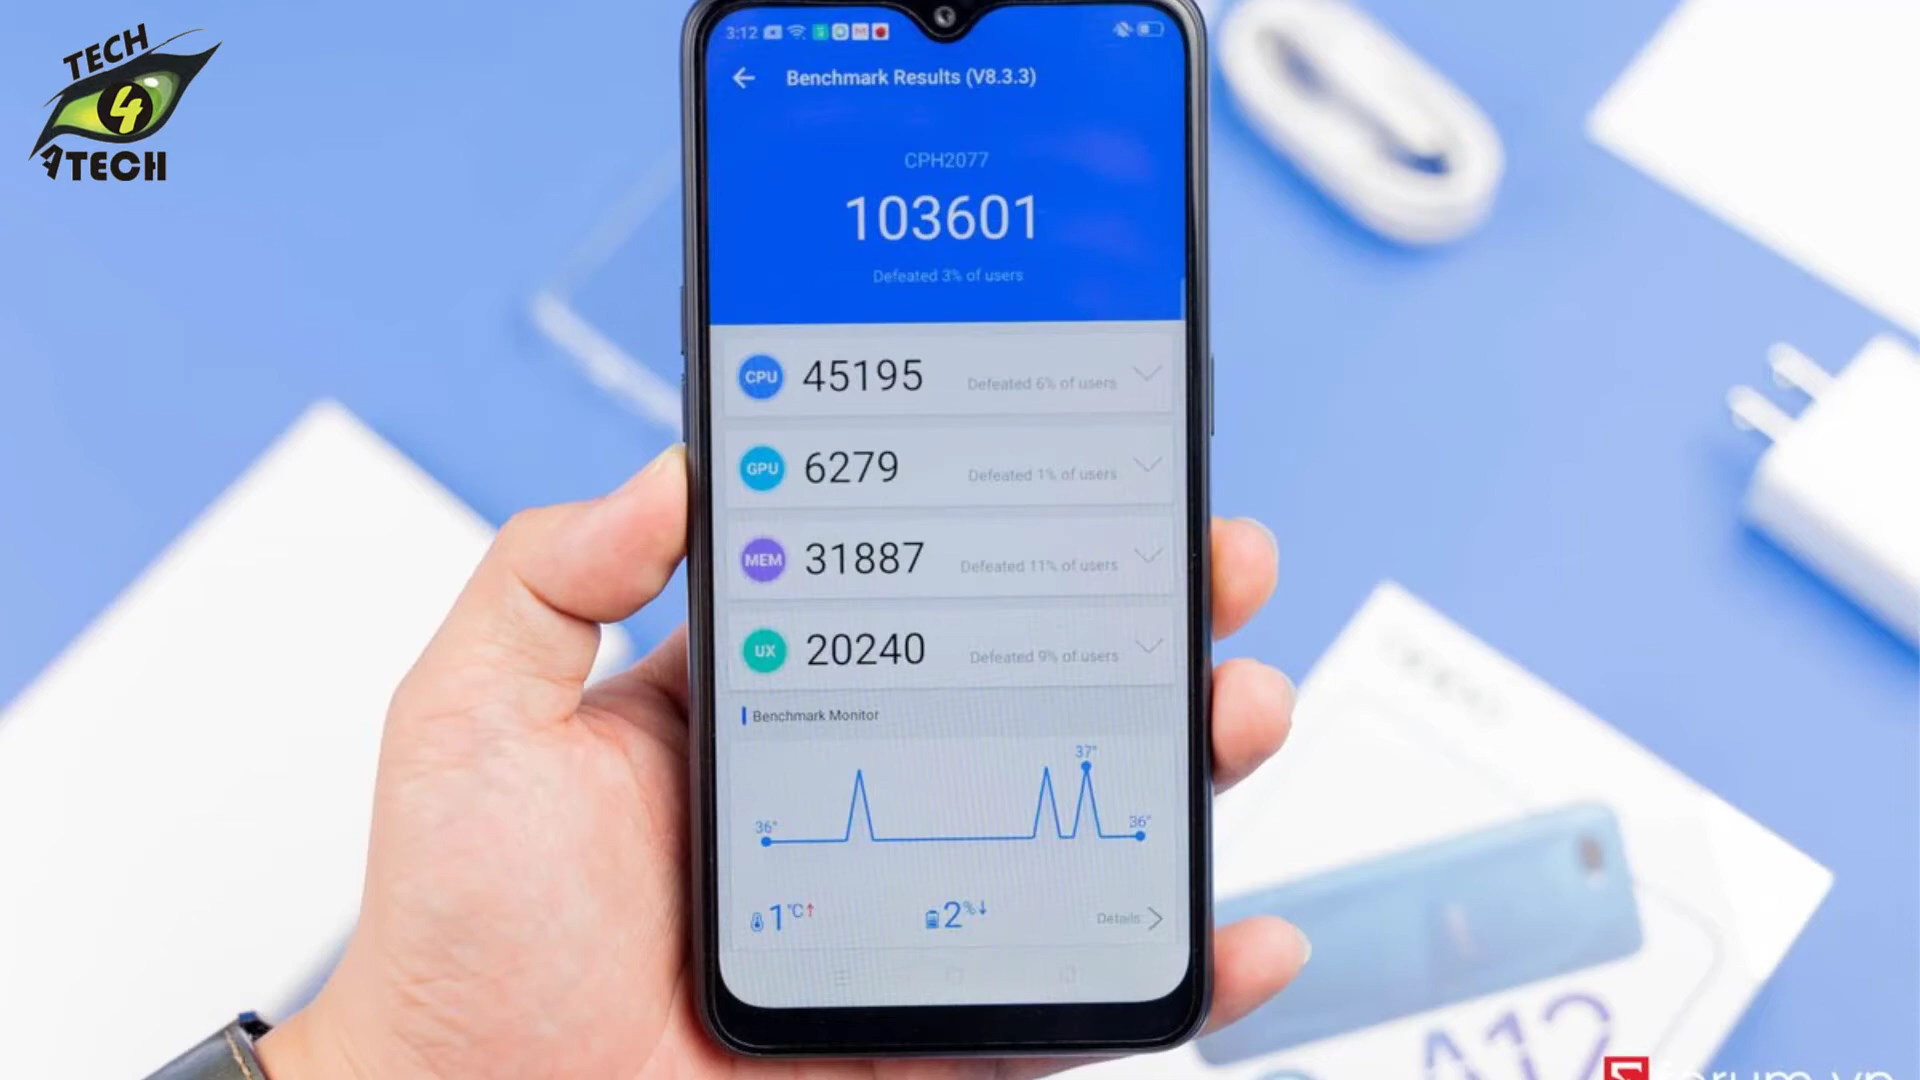 TECH
4
4TECH
3:12
Benchmark Results (V8.3.3)
CPH2077
103601
Defeated 3% of users
CPU 45195 Defeated 6% of users
GPU 6279 Defeated 1% of users
MEM 31887 Defeated 11% of users
UX 20240 Defeated 9% of users
Benchmark Monitor
37°
36°
36°
1°C↑ 2%↓ Details
A12